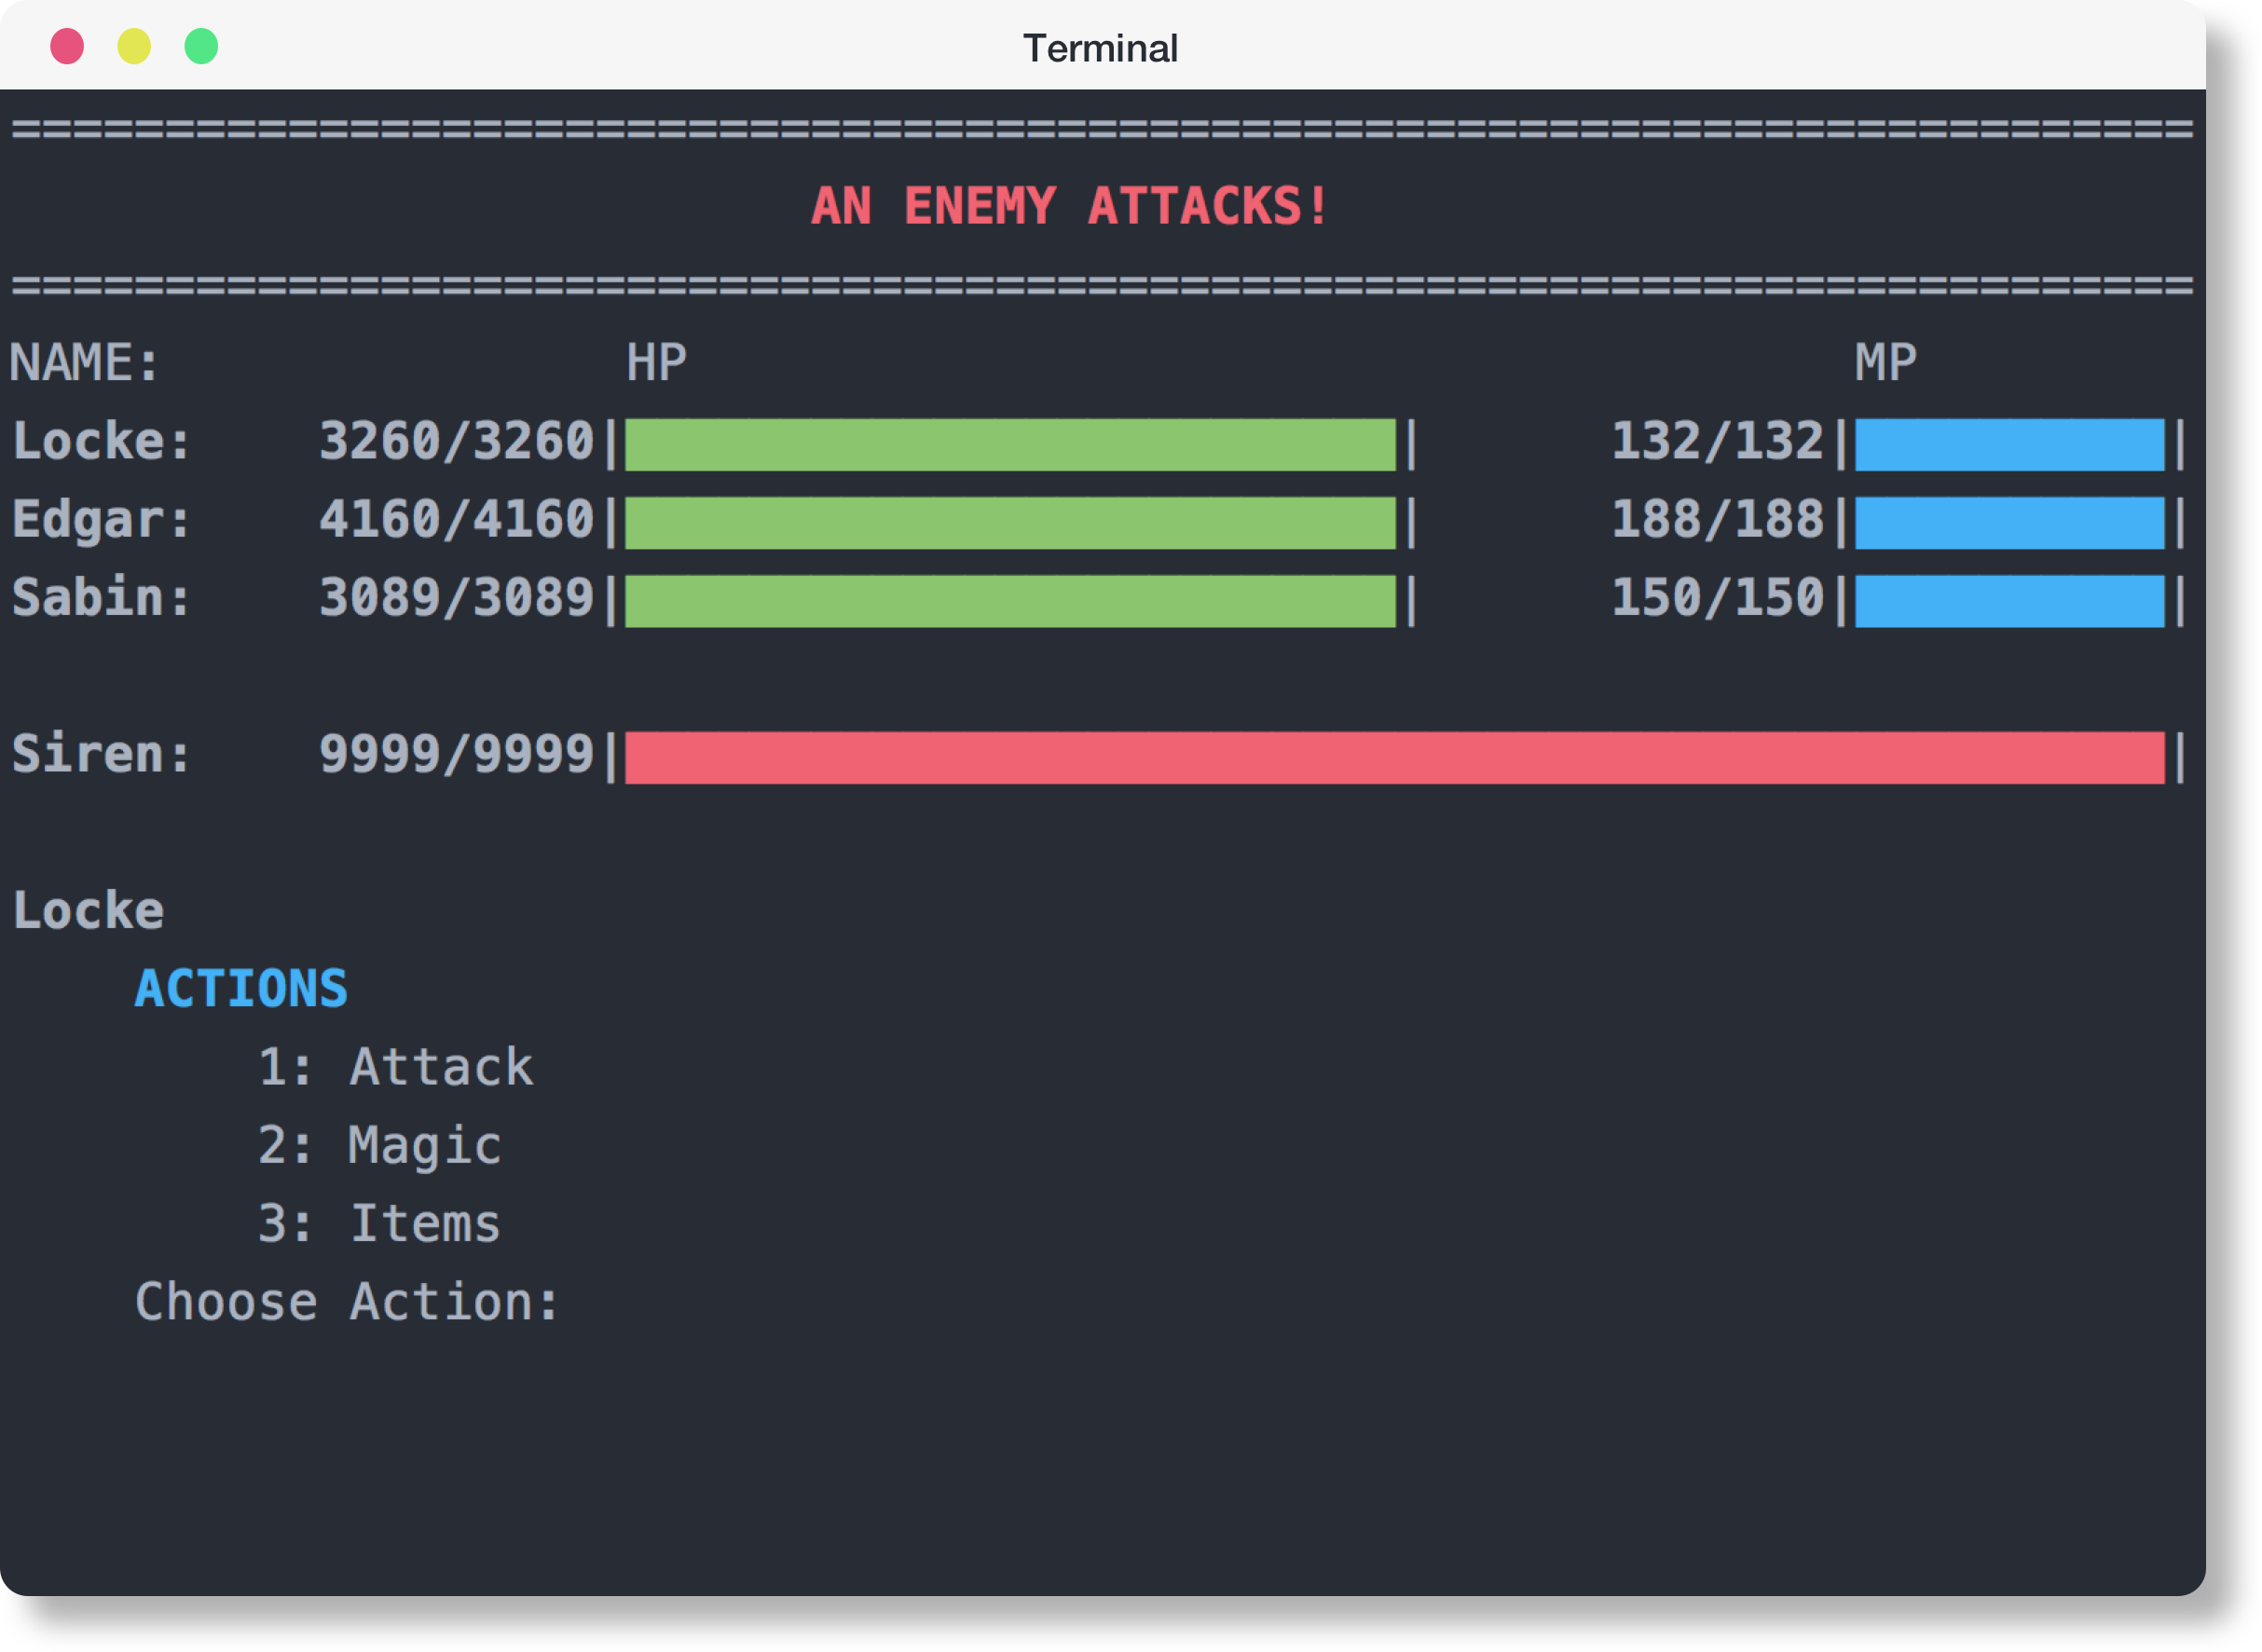 Terminal
=======================================================================
AN ENEMY ATTACKS!
=======================================================================
NAME: HP MP
Locke: 3260/3260| | 132/132| |
Edgar: 4160/4160| | 188/188| |
Sabin: 3089/3089| | 150/150| |
Siren: 9999/9999| |
Locke
ACTIONS
1: Attack
2: Magic
3: Items
Choose Action: